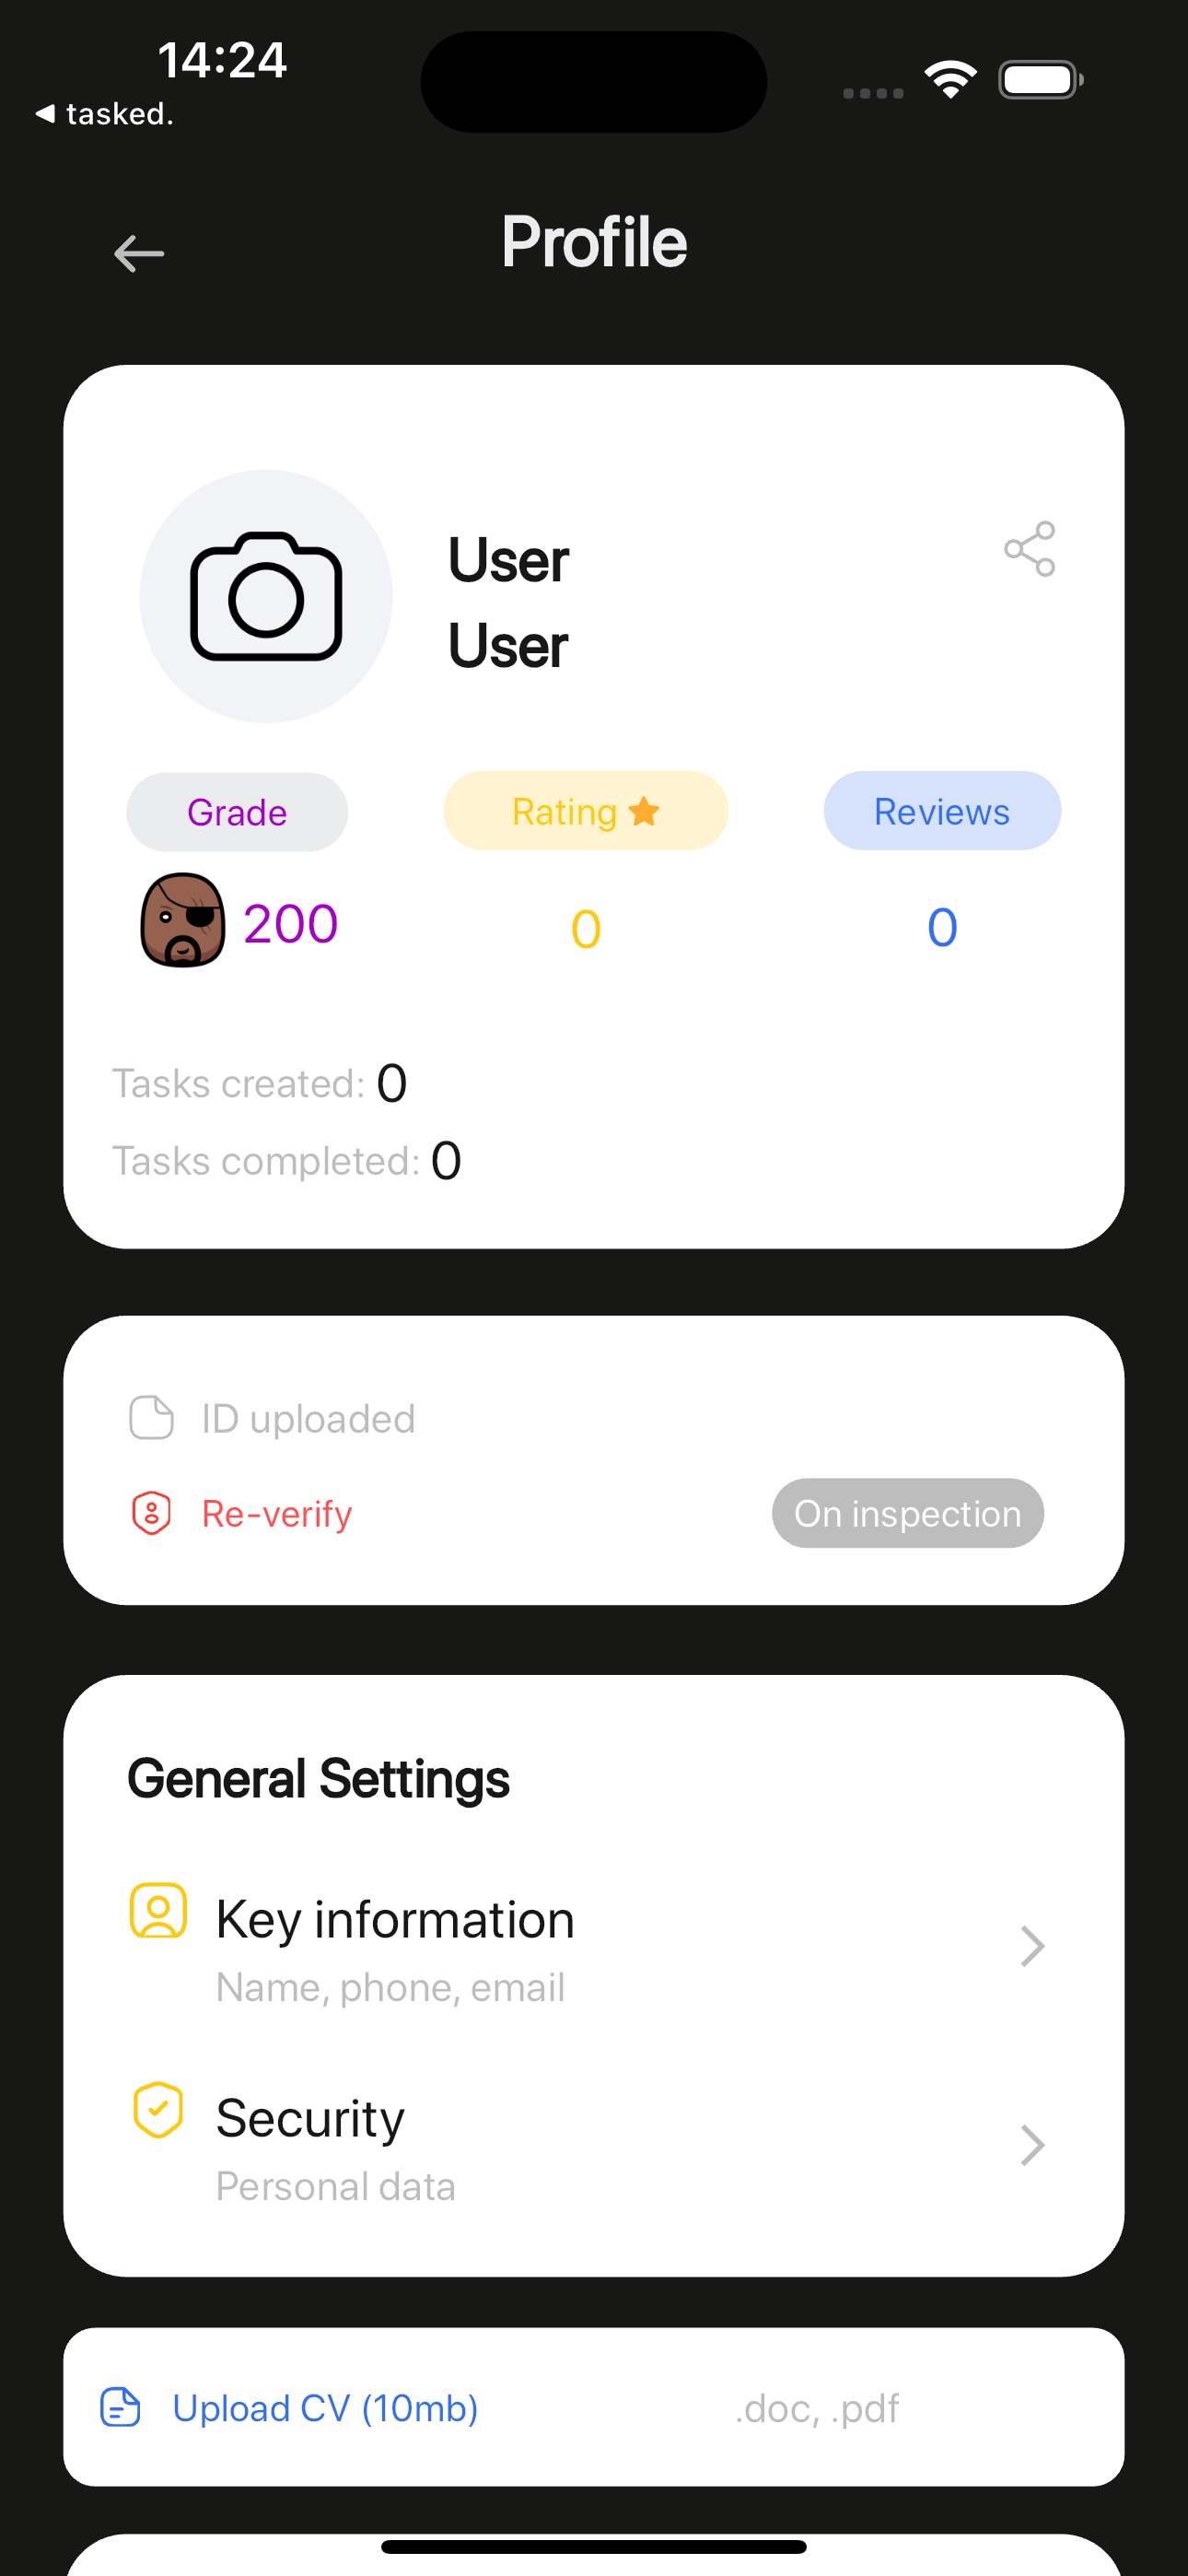 14:24
◀ tasked.
Profile
User
User
Grade
Rating
Reviews
200
0
0
Tasks created: 0
Tasks completed: 0
ID uploaded
Re-verify
On inspection
General Settings
Key information
Name, phone, email
Security
Personal data
Upload CV (10mb)
.doc, .pdf